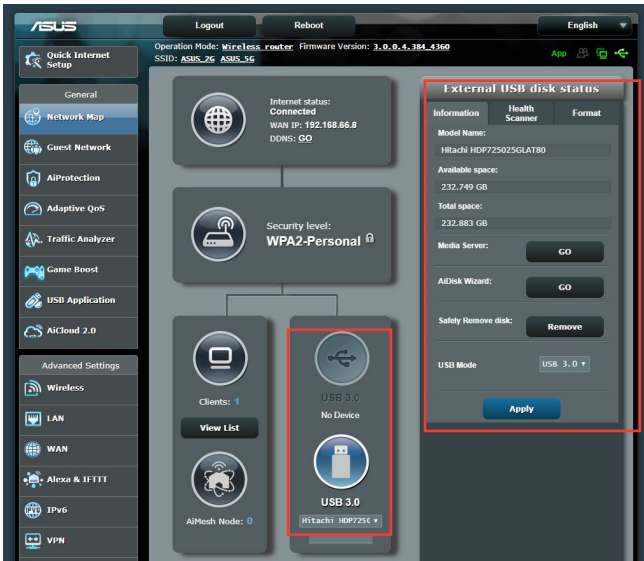 ASUS
Logout
Reboot
English
Quick Internet
Setup
Operation Mode: Wireless router Firmware Version: 3.0.0.4.384_4360
SSID: ASUS_2G ASUS_5G
App
General
Network Map
Guest Network
AiProtection
Adaptive QoS
Traffic Analyzer
Game Boost
USB Application
AiCloud 2.0
Advanced Settings
Wireless
LAN
WAN
Alexa & IFTTT
IPv6
VPN
Internet status:
Connected
WAN IP: 192.168.66.8
DDNS: GO
Security level:
WPA2-Personal
Clients: 1
View List
AiMesh Node: 0
USB 3.0
No Device
USB 3.0
Hitachi HDP725C
External USB disk status
Information
Health
Scanner
Format
Model Name:
Hitachi HDP725025GLAT80
Available space:
232.749 GB
Total space:
232.883 GB
Media Server:
GO
AiDisk Wizard:
GO
Safely Remove disk:
Remove
USB Mode
USB 3.0
Apply